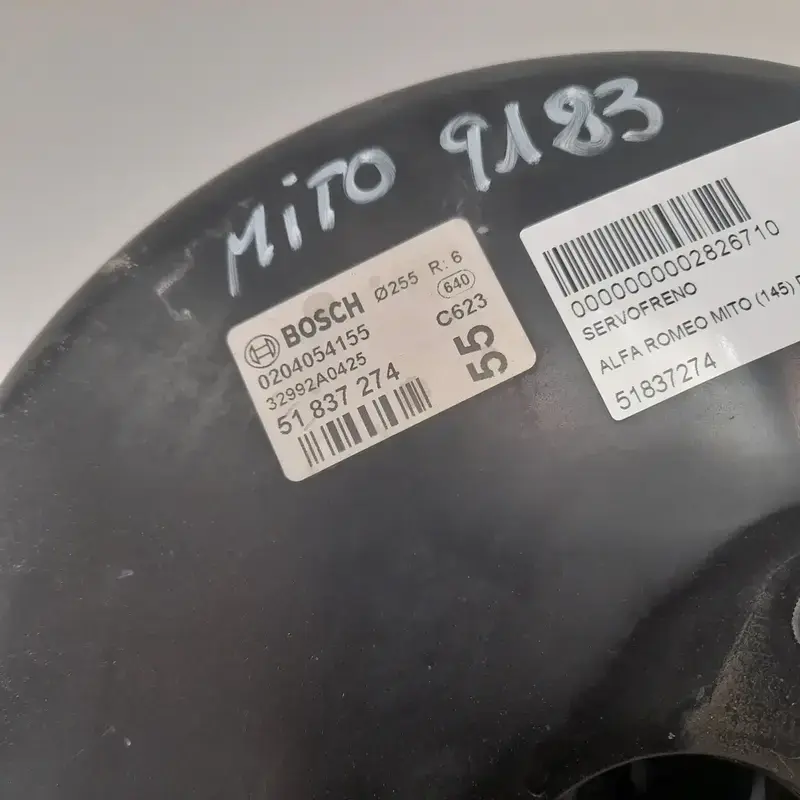 MiTO 9183
BOSCH Ø255 R: 6
0204054155 640
32992A0425 C623
51 837 274 55
0000000002826710
SERVOFRENO
ALFA ROMEO MITO (145)
51837274